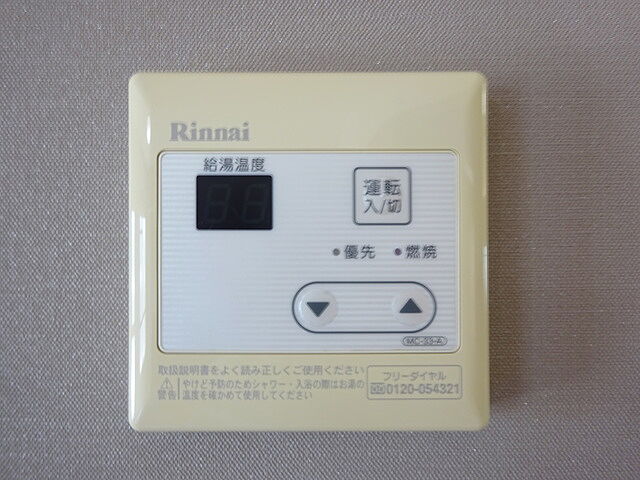 Rinnai
給湯温度
運転
入/切
優先 燃焼
MC-33-A
取扱説明書をよく読み正しくご使用ください
警告 やけど予防のためシャワー・入浴の際はお湯の
温度を確かめて使用してください
フリーダイヤル
0120-054321